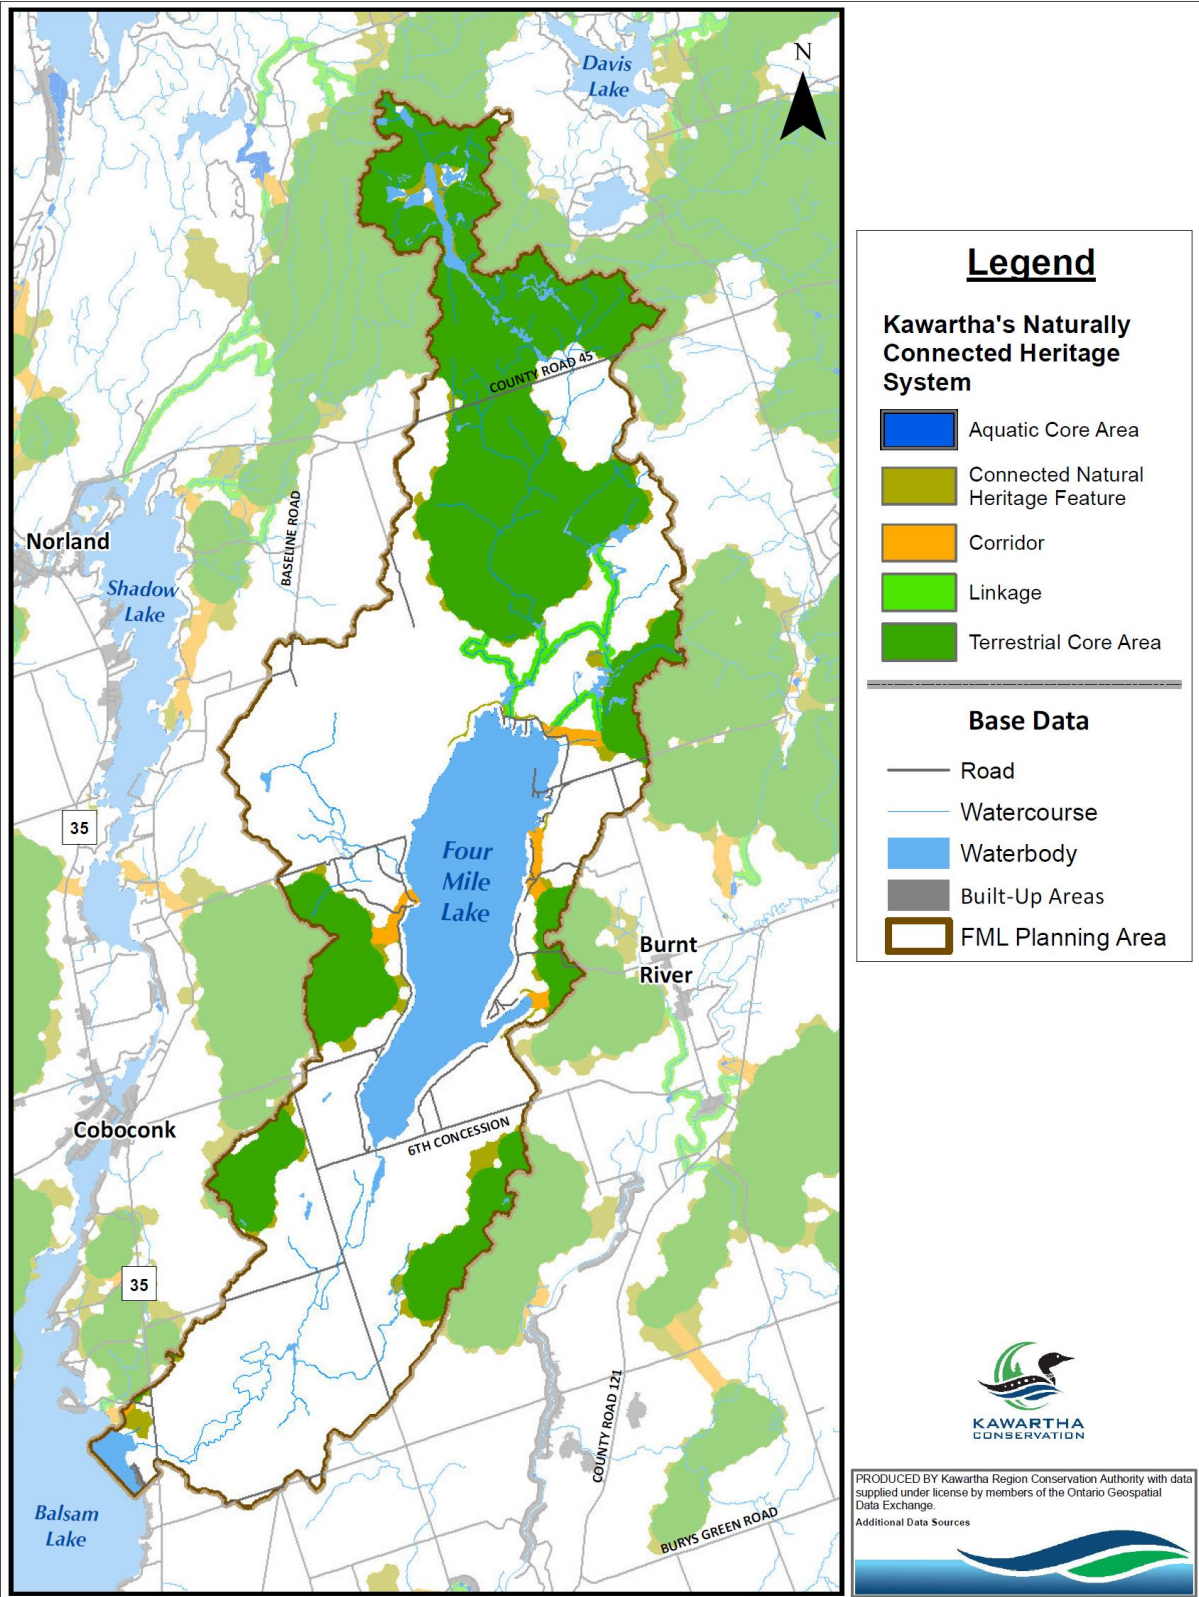 Davis
Lake
N
COUNTY ROAD 45
BASELINE ROAD
Norland
Shadow
Lake
35
Four
Mile
Lake
Burnt
River
Coboconk
6TH CONCESSION
35
COUNTY ROAD 121
Balsam
Lake
BURYS GREEN ROAD
Legend
Kawartha's Naturally
Connected Heritage
System
Aquatic Core Area
Connected Natural
Heritage Feature
Corridor
Linkage
Terrestrial Core Area
Base Data
Road
Watercourse
Waterbody
Built-Up Areas
FML Planning Area
KAWARTHA
CONSERVATION
PRODUCED BY Kawartha Region Conservation Authority with data
supplied under license by members of the Ontario Geospatial
Data Exchange.
Additional Data Sources